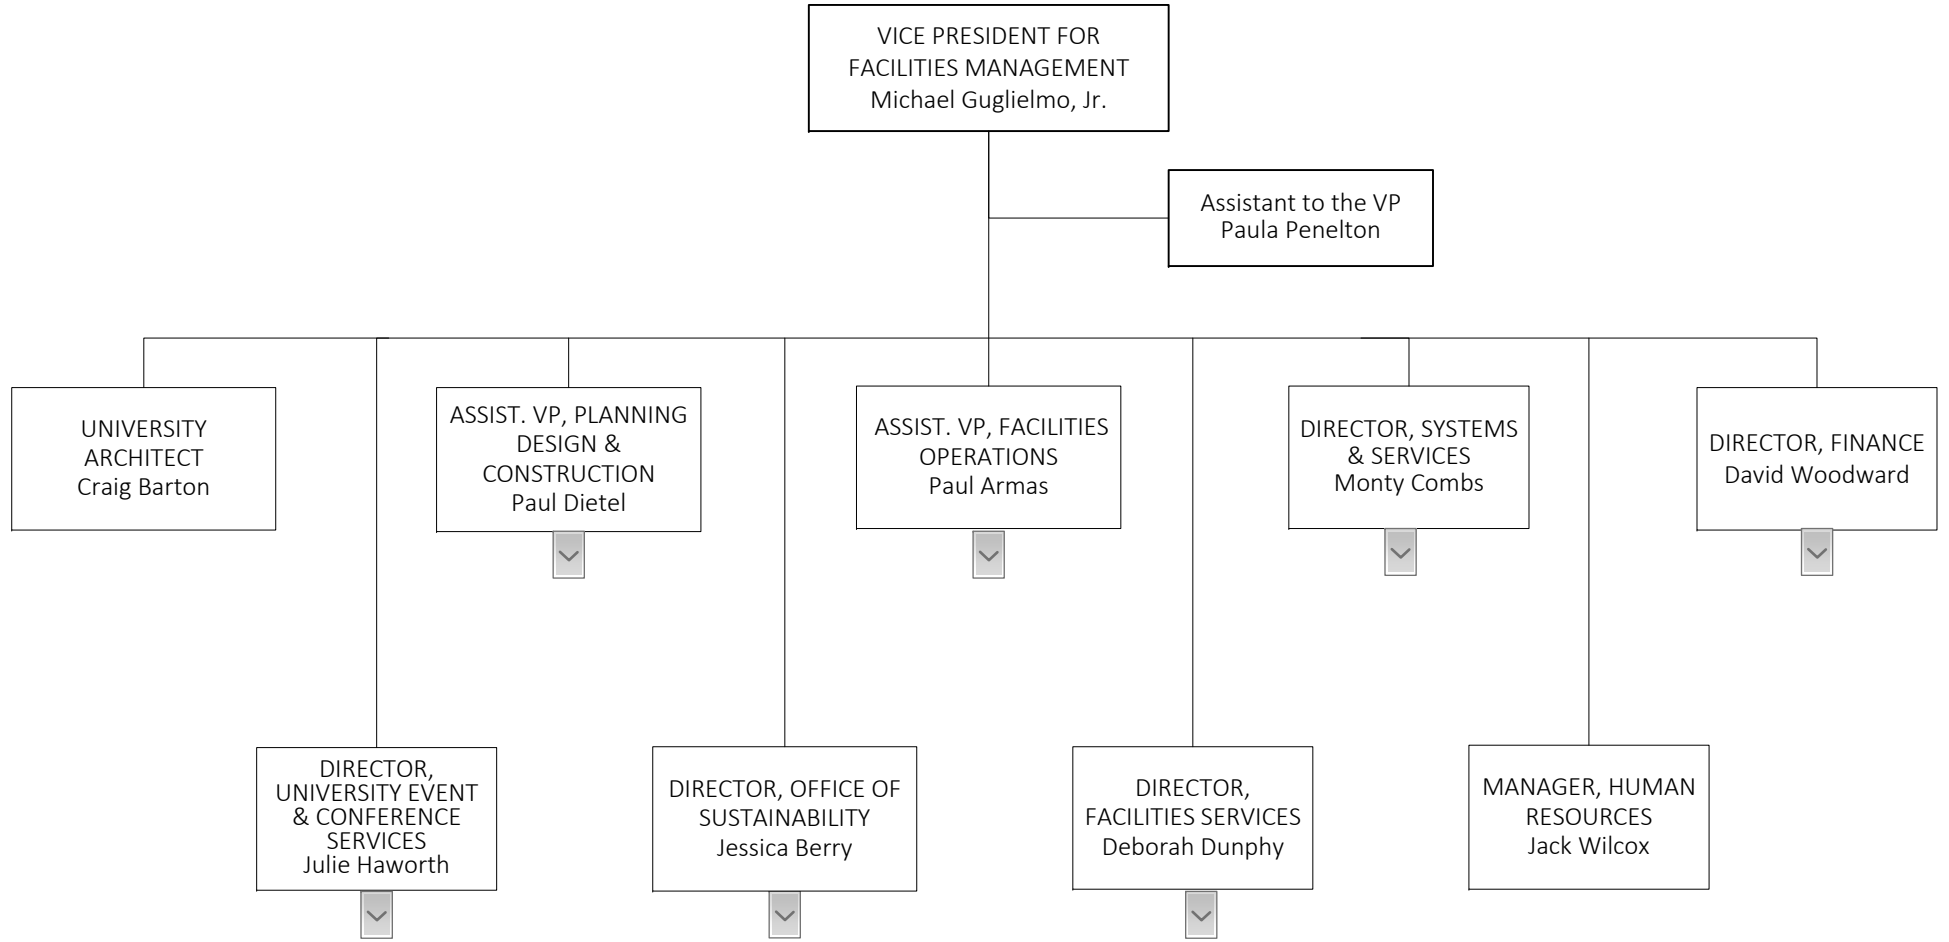 VICE PRESIDENT FOR
FACILITIES MANAGEMENT
Michael Guglielmo, Jr.
Assistant to the VP
Paula Penelton
UNIVERSITY
ARCHITECT
Craig Barton
ASSIST. VP, PLANNING
DESIGN &
CONSTRUCTION
Paul Dietel
ASSIST. VP, FACILITIES
OPERATIONS
Paul Armas
DIRECTOR, SYSTEMS
& SERVICES
Monty Combs
DIRECTOR, FINANCE
David Woodward
DIRECTOR,
UNIVERSITY EVENT
& CONFERENCE
SERVICES
Julie Haworth
DIRECTOR, OFFICE OF
SUSTAINABILITY
Jessica Berry
DIRECTOR,
FACILITIES SERVICES
Deborah Dunphy
MANAGER, HUMAN
RESOURCES
Jack Wilcox